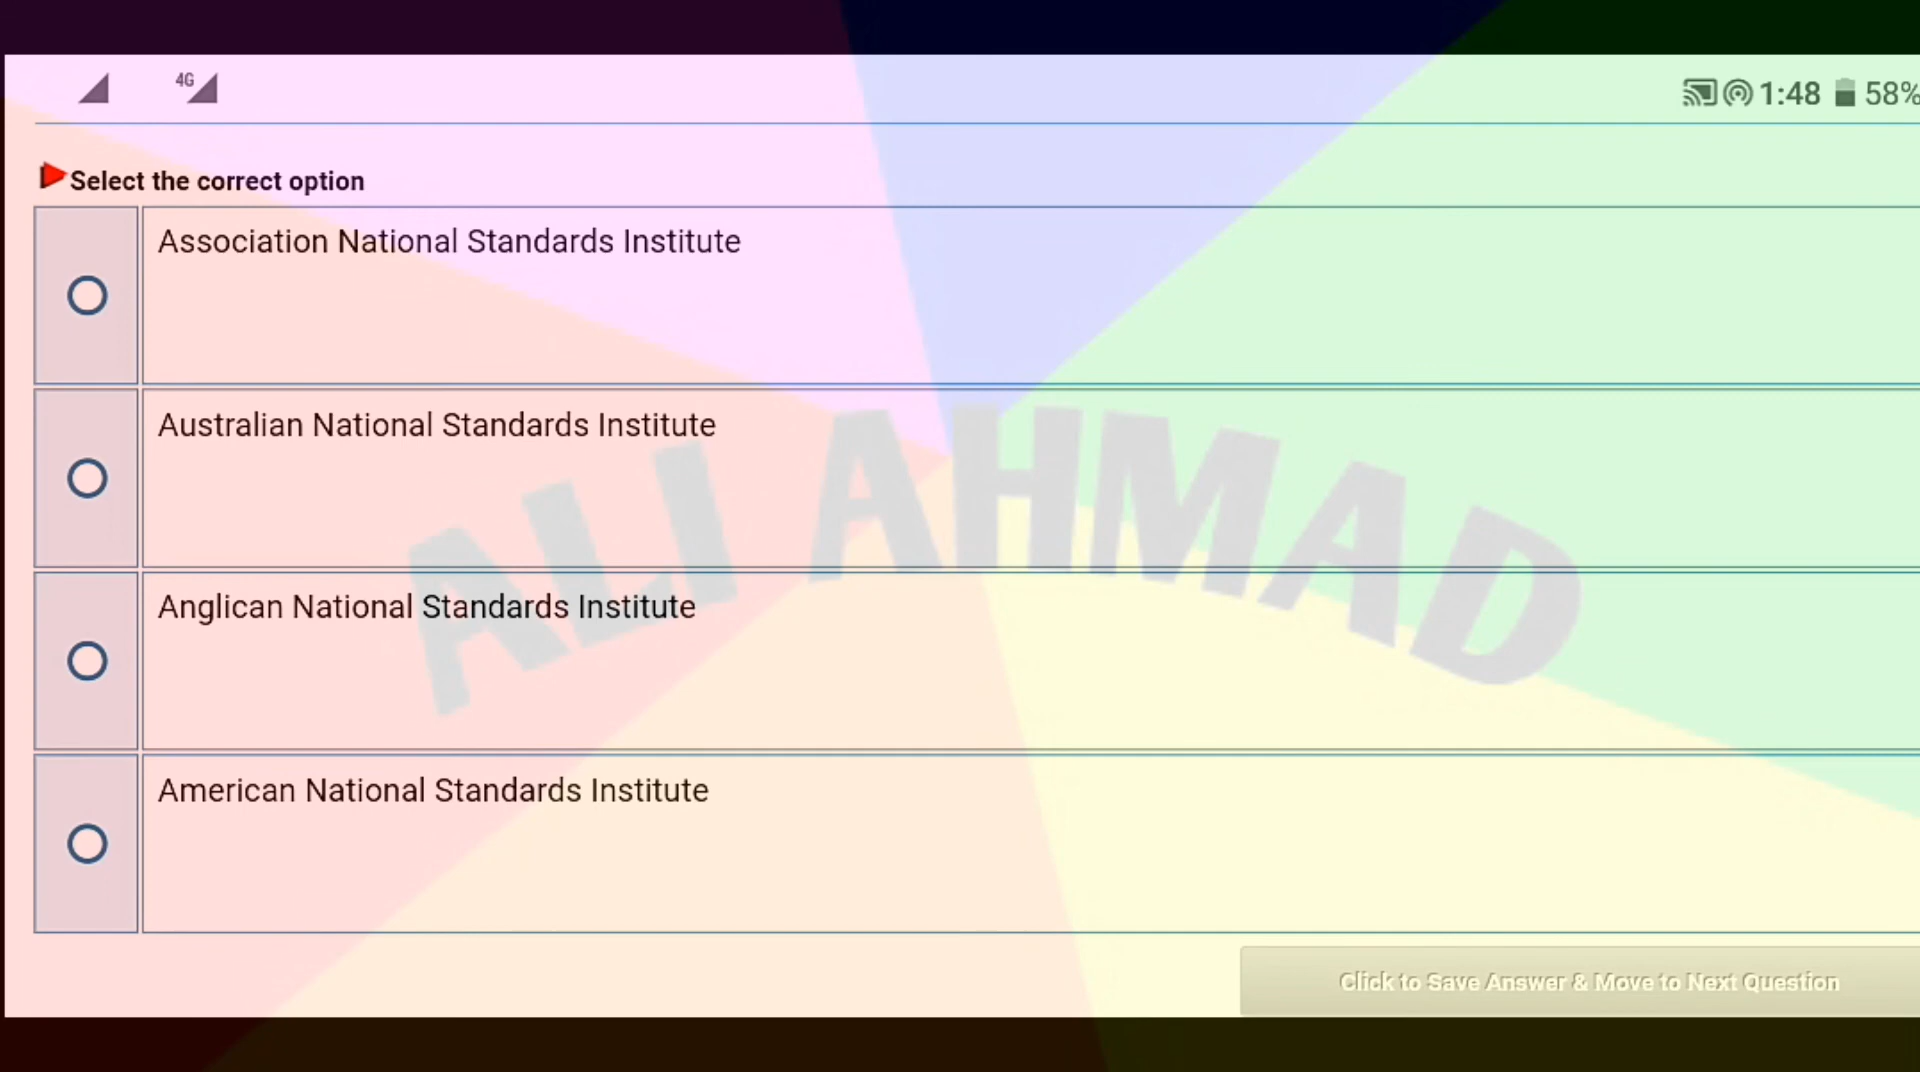 4G 1:48 58%
Select the correct option
Association National Standards Institute
Australian National Standards Institute
Anglican National Standards Institute
American National Standards Institute
ALI AHMAD
Click to Save Answer & Move to Next Question